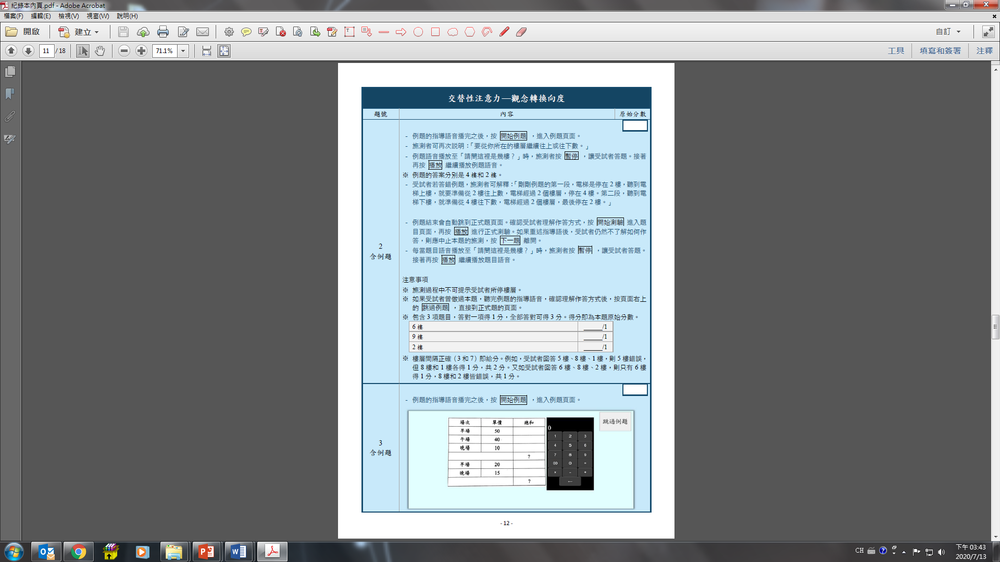 紀錄本內頁.pdf - Adobe Acrobat
檔案(F) 編輯(E) 檢視(V) 視窗(W) 說明(H)
開啟 建立 自訂
11 / 18 71.1% 工具 填寫和簽署 注釋
交替性注意力—觀念轉換向度
題號 內容 原始分數
- 例題的指導語音播完之後，按 開始例題 ，進入例題頁面。
- 施測者可再次說明：「要從你所在的樓層繼續往上或往下數。」
- 例題語音播放至「請問這裡是幾樓？」時，施測者按 暫停 ，讓受試者答題。接著
再按 播放 繼續播放例題語音。
※ 例題的答案分別是 4 樓和 2 樓。
- 受試者若答錯例題，施測者可解釋：「剛剛例題的第一段，電梯是停在 2 樓，聽到電
梯上樓，就要準備從 2 樓往上數，電梯經過 2 個樓層，停在 4 樓。第二段，聽到電
梯下樓，就準備從 4 樓往下數，電梯經過 2 個樓層，最後停在 2 樓。」
- 例題結束會自動跳到正式題頁面。確認受試者理解作答方式，按 開始測驗 進入題
目頁面，再按 播放 進行正式測驗。如果重述指導語後，受試者仍然不了解如何作
答，則應中止本題的施測，按 下一題 離開。
2
含例題
- 每當題目語音播放至「請問這裡是幾樓？」時，施測者按 暫停 ，讓受試者答題。
接著再按 播放 繼續播放題目語音。
注意事項
※ 施測過程中不可提示受試者所停樓層。
※ 如果受試者曾做過本題，聽完例題的指導語音，確認理解作答方式後，按頁面右上
的 跳過例題 ，直接到正式題的頁面。
※ 包含 3 項題目，答對一項得 1 分，全部答對可得 3 分。得分即為本題原始分數。
6 樓 ______/1
9 樓 ______/1
2 樓 ______/1
※ 樓層間隔正確（3 和 7）即給分。例如，受試者回答 5 樓、8 樓、1 樓，則 5 樓錯誤，
但 8 樓和 1 樓各得 1 分，共 2 分。又如受試者回答 6 樓、8 樓、2 樓，則只有 6 樓
得 1 分，8 樓和 2 樓皆錯誤，共 1 分。
3
含例題
- 例題的指導語音播完之後，按 開始例題 ，進入例題頁面。
跳過例題
場次 單價 總和
早場 50
午場 40
晚場 10
?
早場 20
晚場 15
?
0
1 2 3
4 5 6
7 8 9
00 0 =
* - +
←
- 12 -
CH
下午 03:43
2020/7/13